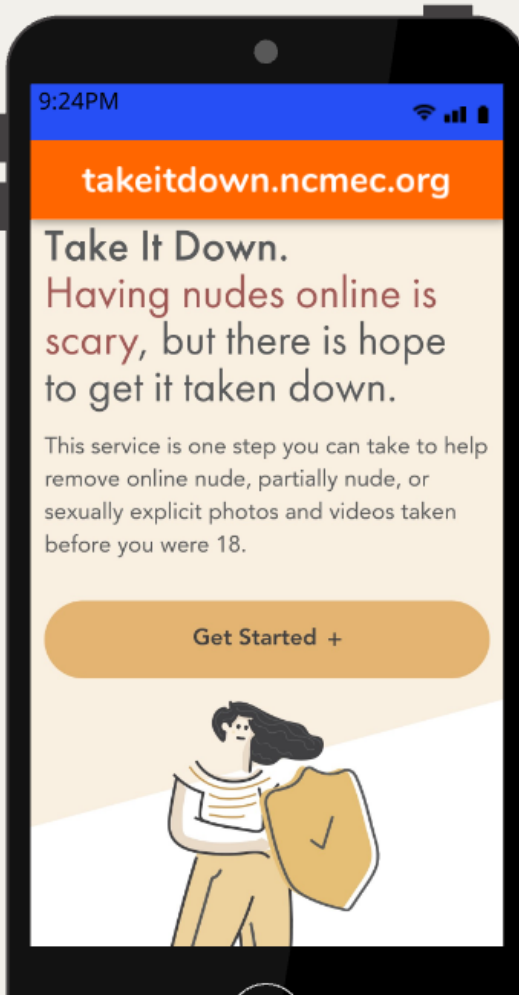 9:24PM
takeitdown.ncmec.org
Take It Down.
Having nudes online is
scary, but there is hope
to get it taken down.
This service is one step you can take to help
remove online nude, partially nude, or
sexually explicit photos and videos taken
before you were 18.
Get Started +